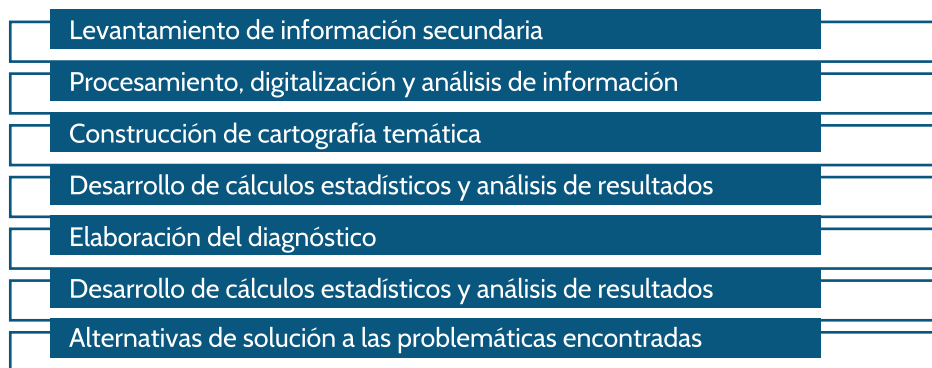 Levantamiento de información secundaria
Procesamiento, digitalización y análisis de información
Construcción de cartografía temática
Desarrollo de cálculos estadísticos y análisis de resultados
Elaboración del diagnóstico
Desarrollo de cálculos estadísticos y análisis de resultados
Alternativas de solución a las problemáticas encontradas